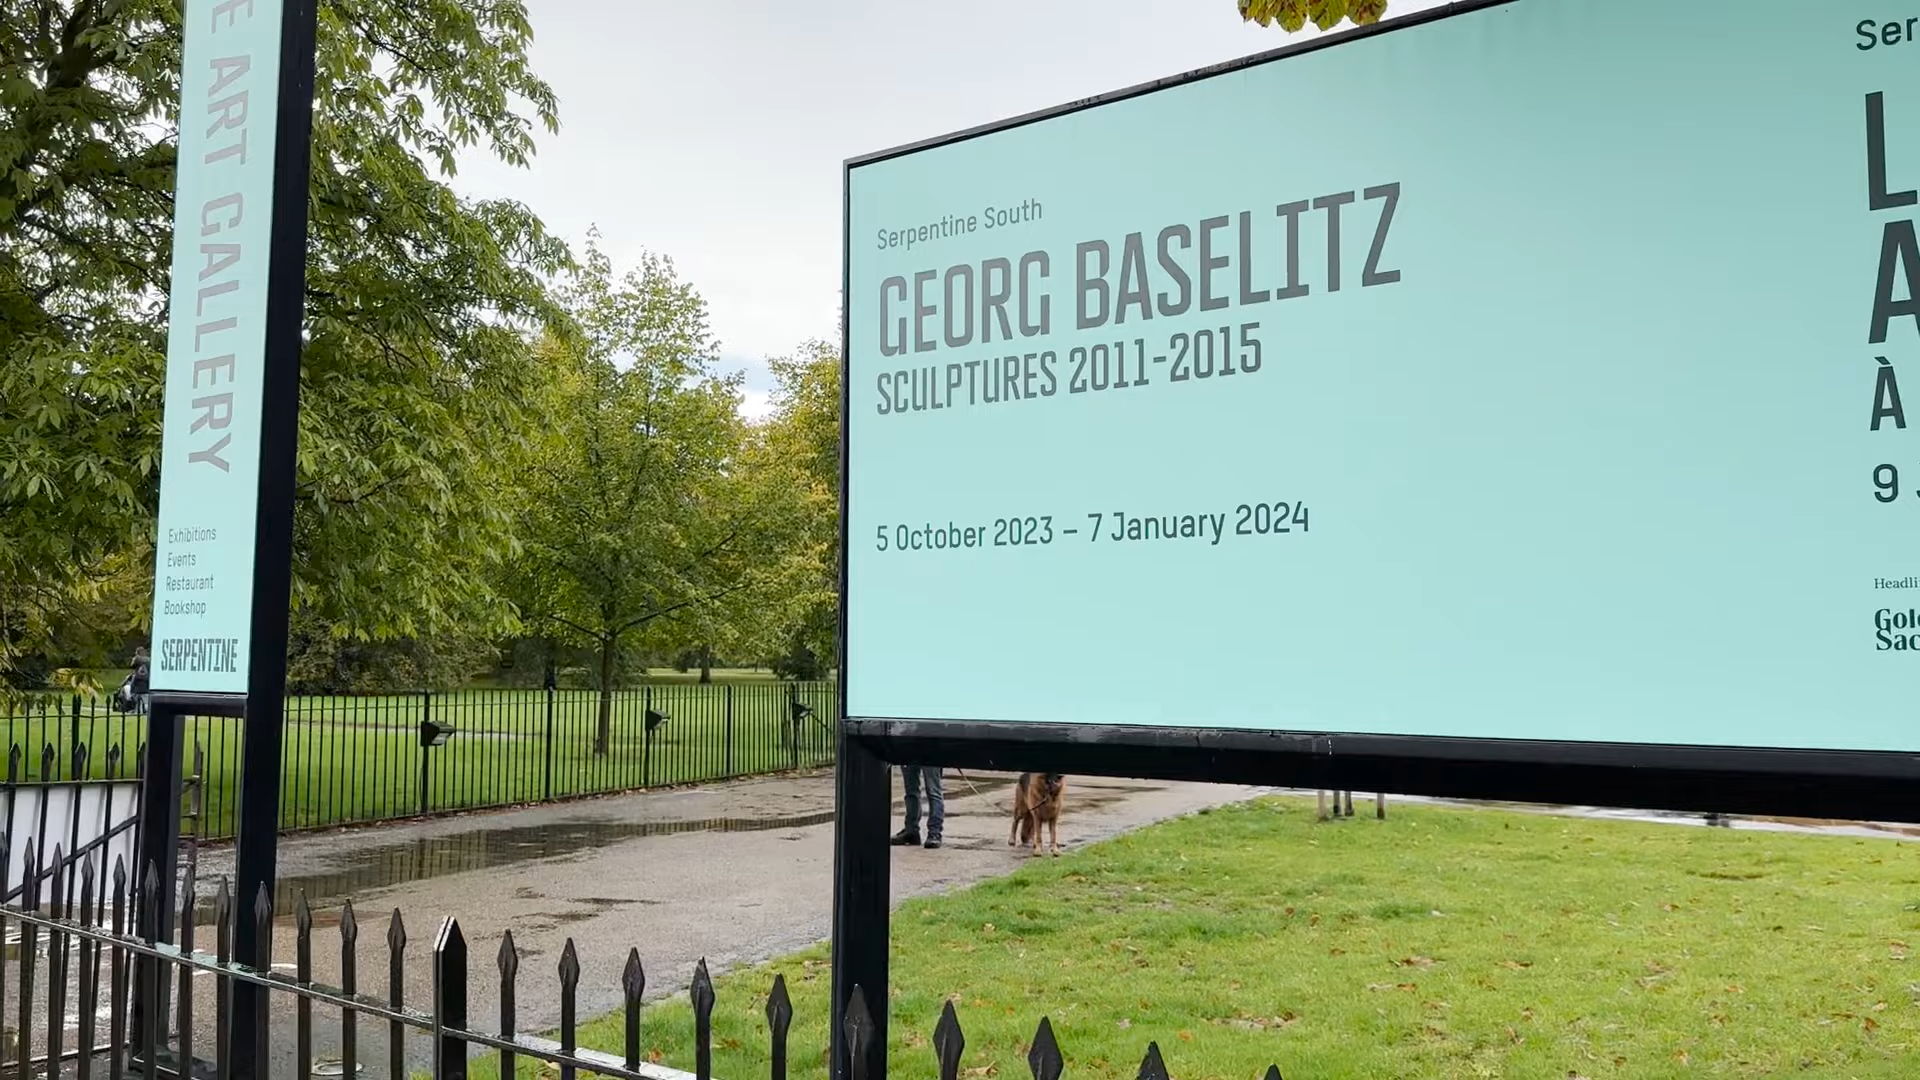 E ART GALLERY
Exhibitions
Events
Restaurant
Bookshop
SERPENTINE
Serpentine South
GEORG BASELITZ
SCULPTURES 2011-2015
5 October 2023 – 7 January 2024
Ser
L
A
À
9
Headli
Gol
Sac